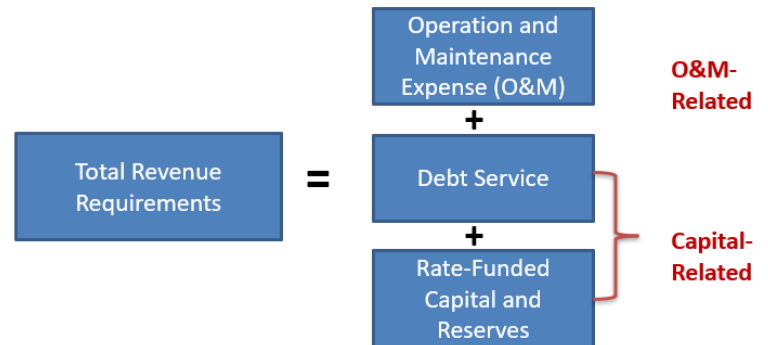 Operation and
Maintenance
Expense (O&M)
O&M-
Related
+
Total Revenue
Requirements
=
Debt Service
+
Capital-
Related
Rate-Funded
Capital and
Reserves